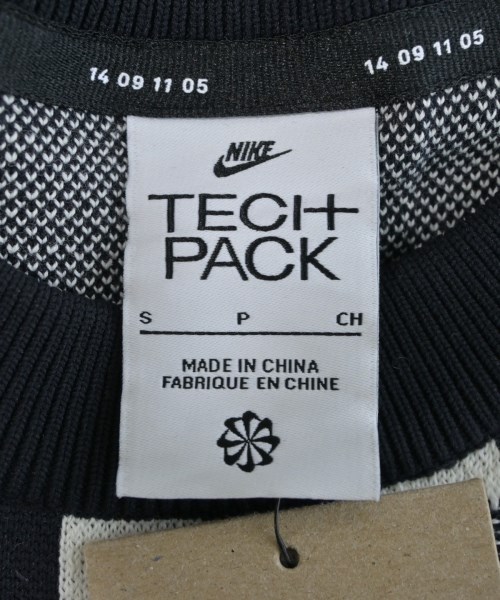 14 09 11 05
14 09 11 05
NIKE
TECH
PACK
S P CH
MADE IN CHINA
FABRIQUE EN CHINE